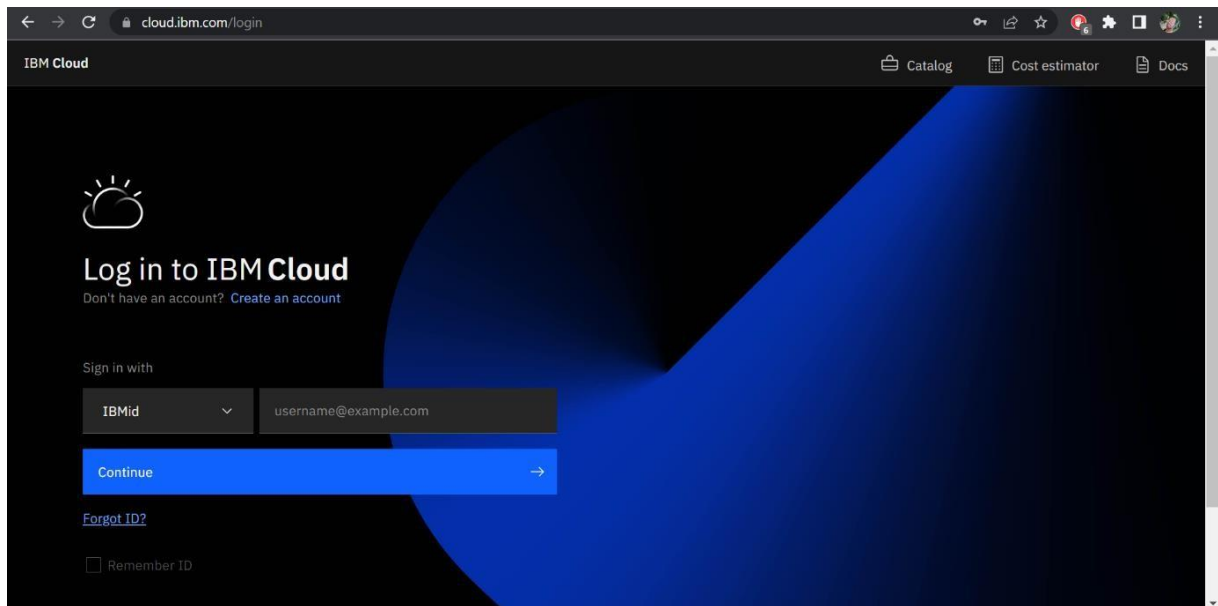 cloud.ibm.com/login
6
IBM Cloud
Catalog
Cost estimator
Docs
Log in to IBM Cloud
Don't have an account? Create an account
Sign in with
IBMid
username@example.com
Continue
Forgot ID?
Remember ID